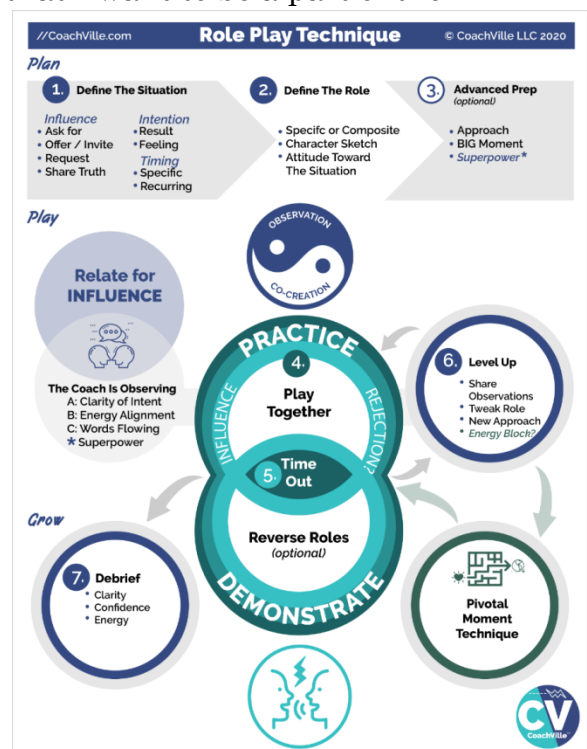 //CoachVille.com
Role Play Technique
© CoachVille LLC 2020
Plan
1. Define The Situation
Influence
• Ask for
• Offer / Invite
• Request
• Share Truth
Intention
• Result
• Feeling
Timing
• Specific
• Recurring
2. Define The Role
• Specifc or Composite
• Character Sketch
• Attitude Toward
The Situation
3. Advanced Prep
(optional)
• Approach
• BIG Moment
• Superpower*
Play
OBSERVATION
CO-CREATION
Relate for
INFLUENCE
The Coach Is Observing
A: Clarity of Intent
B: Energy Alignment
C: Words Flowing
* Superpower
PRACTICE
INFLUENCE
REJECTION?
4.
Play
Together
5. Time
Out
6. Level Up
• Share
Observations
• Tweak Role
• New Approach
• Energy Block?
Grow
Reverse Roles
(optional)
DEMONSTRATE
7. Debrief
• Clarity
• Confidence
• Energy
Pivotal
Moment
Technique
CV
CoachVille